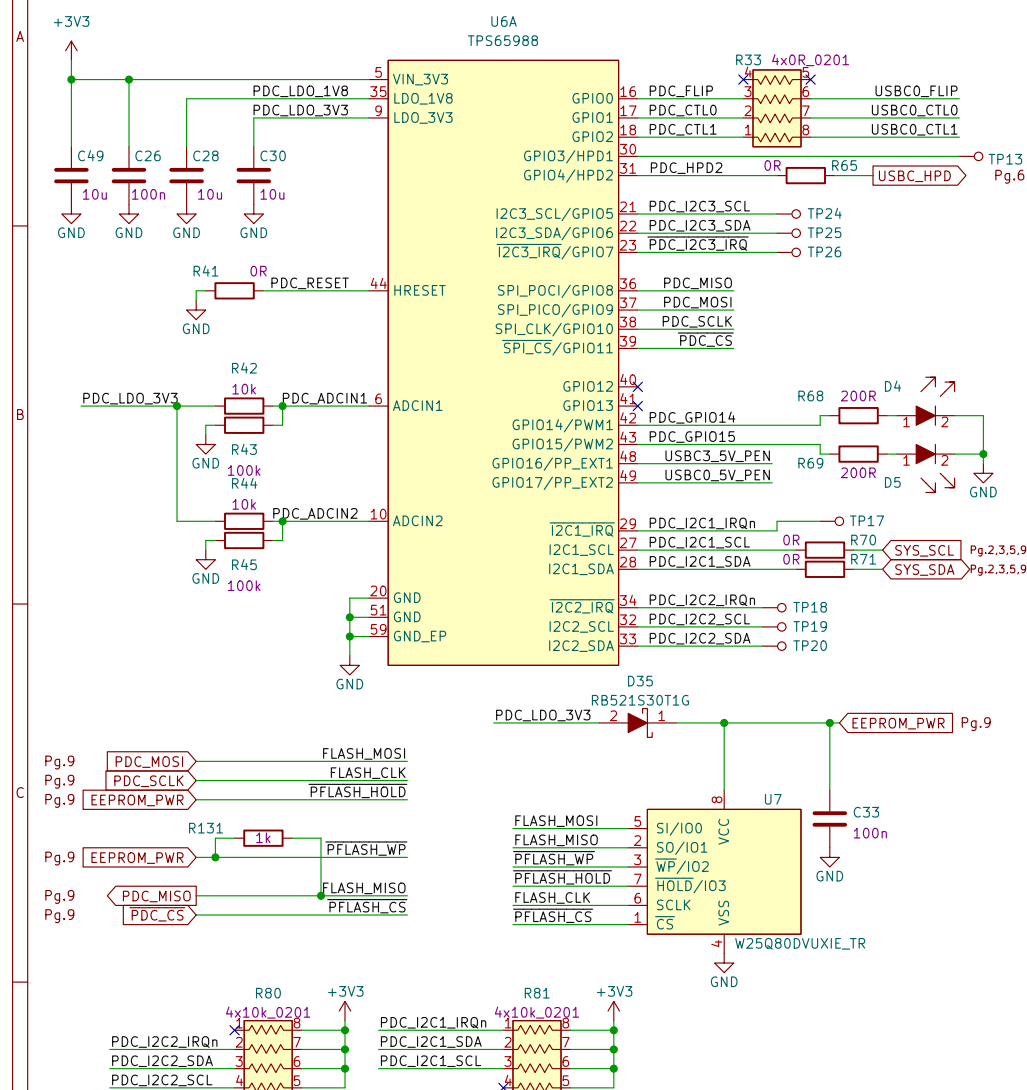 A
B
C
+3V3
U6A
TPS65988
PDC_LDO_1V8
PDC_LDO_3V3
C49
10u
C26
100n
C28
10u
C30
10u
GND
GND
GND
GND
5 VIN_3V3
35 LDO_1V8
9 LDO_3V3
R41
0R
PDC_RESET
44 HRESET
GND
PDC_LDO_3V3
R42
10k
PDC_ADCIN1
6 ADCIN1
GND
R43
100k
R44
10k
PDC_ADCIN2
10 ADCIN2
GND
R45
100k
20 GND
51 GND
59 GND_EP
GND
GPIO0 16 PDC_FLIP
GPIO1 17 PDC_CTL0
GPIO2 18 PDC_CTL1
R33 4x0R_0201
4 5
3 6 USBC0_FLIP
2 7 USBC0_CTL0
1 8 USBC0_CTL1
GPIO3/HPD1 30 TP13
GPIO4/HPD2 31 PDC_HPD2 0R R65 USBC_HPD Pg.6
I2C3_SCL/GPIO5 21 PDC_I2C3_SCL TP24
I2C3_SDA/GPIO6 22 PDC_I2C3_SDA TP25
I2C3_IRQ/GPIO7 23 PDC_I2C3_IRQ TP26
SPI_POCI/GPIO8 36 PDC_MISO
SPI_PICO/GPIO9 37 PDC_MOSI
SPI_CLK/GPIO10 38 PDC_SCLK
SPI_CS/GPIO11 39 PDC_CS
GPIO12 40
GPIO13 41
GPIO14/PWM1 42 PDC_GPIO14
GPIO15/PWM2 43 PDC_GPIO15
GPIO16/PP_EXT1 48 USBC3_5V_PEN
GPIO17/PP_EXT2 49 USBC0_5V_PEN
R68 200R D4
1 2
R69 200R D5
1 2
GND
I2C1_IRQ 29 PDC_I2C1_IRQn TP17
I2C1_SCL 27 PDC_I2C1_SCL 0R R70 SYS_SCL Pg.2,3,5,9
I2C1_SDA 28 PDC_I2C1_SDA 0R R71 SYS_SDA Pg.2,3,5,9
I2C2_IRQ 34 PDC_I2C2_IRQn TP18
I2C2_SCL 32 PDC_I2C2_SCL TP19
I2C2_SDA 33 PDC_I2C2_SDA TP20
D35
RB521S30T1G
PDC_LDO_3V3 2 1 EEPROM_PWR Pg.9
Pg.9 PDC_MOSI FLASH_MOSI
Pg.9 PDC_SCLK FLASH_CLK
Pg.9 EEPROM_PWR PFLASH_HOLD
R131 1k
Pg.9 EEPROM_PWR PFLASH_WP
Pg.9 PDC_MISO FLASH_MISO
Pg.9 PDC_CS PFLASH_CS
8 U7
VCC
C33
100n
GND
FLASH_MOSI 5 SI/IO0
FLASH_MISO 2 SO/IO1
PFLASH_WP 3 WP/IO2
PFLASH_HOLD 7 HOLD/IO3
FLASH_CLK 6 SCLK
PFLASH_CS 1 CS
VSS
4 W25Q80DVUXIE_TR
GND
R80 +3V3
4x10k_0201
1 8
PDC_I2C2_IRQn 2 7
PDC_I2C2_SDA 3 6
PDC_I2C2_SCL 4 5
R81 +3V3
4x10k_0201
PDC_I2C1_IRQn 1 8
PDC_I2C1_SDA 2 7
PDC_I2C1_SCL 3 6
4 5